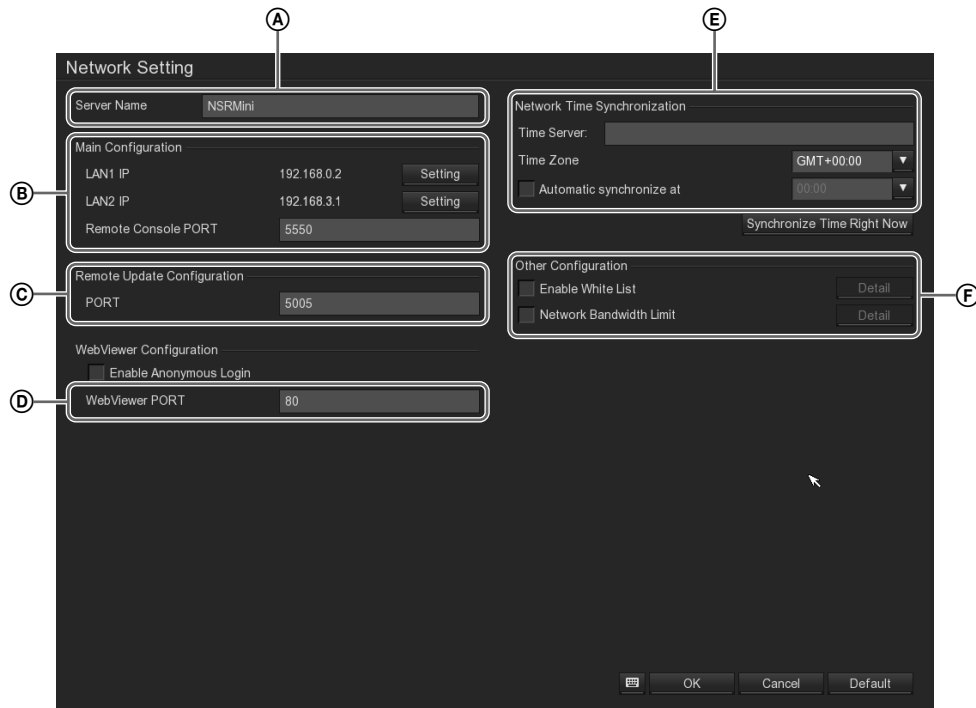 A
E
Network Setting
Server Name NSRMini
Main Configuration
LAN1 IP 192.168.0.2 Setting
LAN2 IP 192.168.3.1 Setting
Remote Console PORT 5550
B
Remote Update Configuration
PORT 5005
C
WebViewer Configuration
Enable Anonymous Login
WebViewer PORT 80
D
Network Time Synchronization
Time Server:
Time Zone GMT+00:00
Automatic synchronize at 00:00
Synchronize Time Right Now
Other Configuration
Enable White List Detail
Network Bandwidth Limit Detail
F
OK Cancel Default